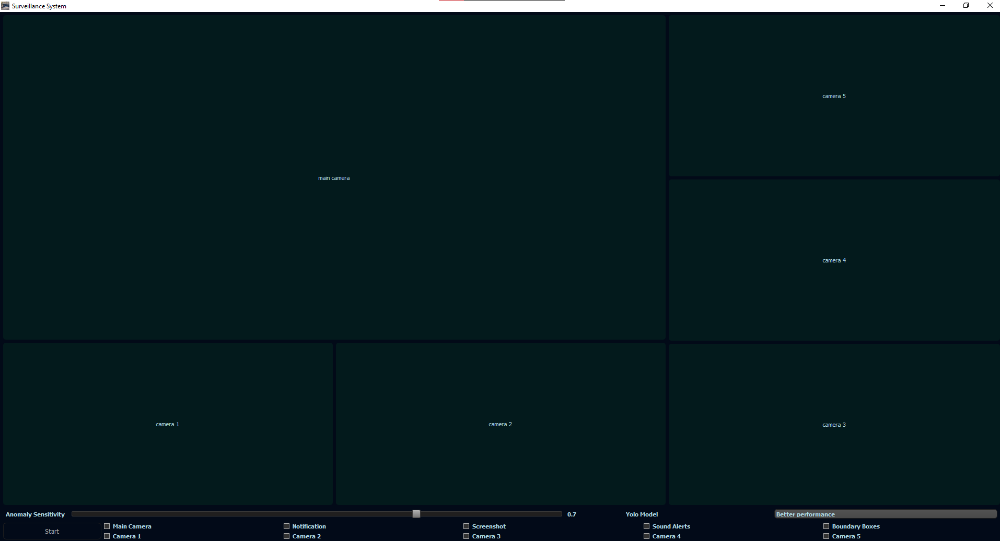 Surveillance System
main camera
camera 5
camera 4
camera 1
camera 2
camera 3
Anomaly Sensitivity 0.7 Yolo Model Better performance
Start
Main Camera Notification Screenshot Sound Alerts Boundary Boxes
Camera 1 Camera 2 Camera 3 Camera 4 Camera 5